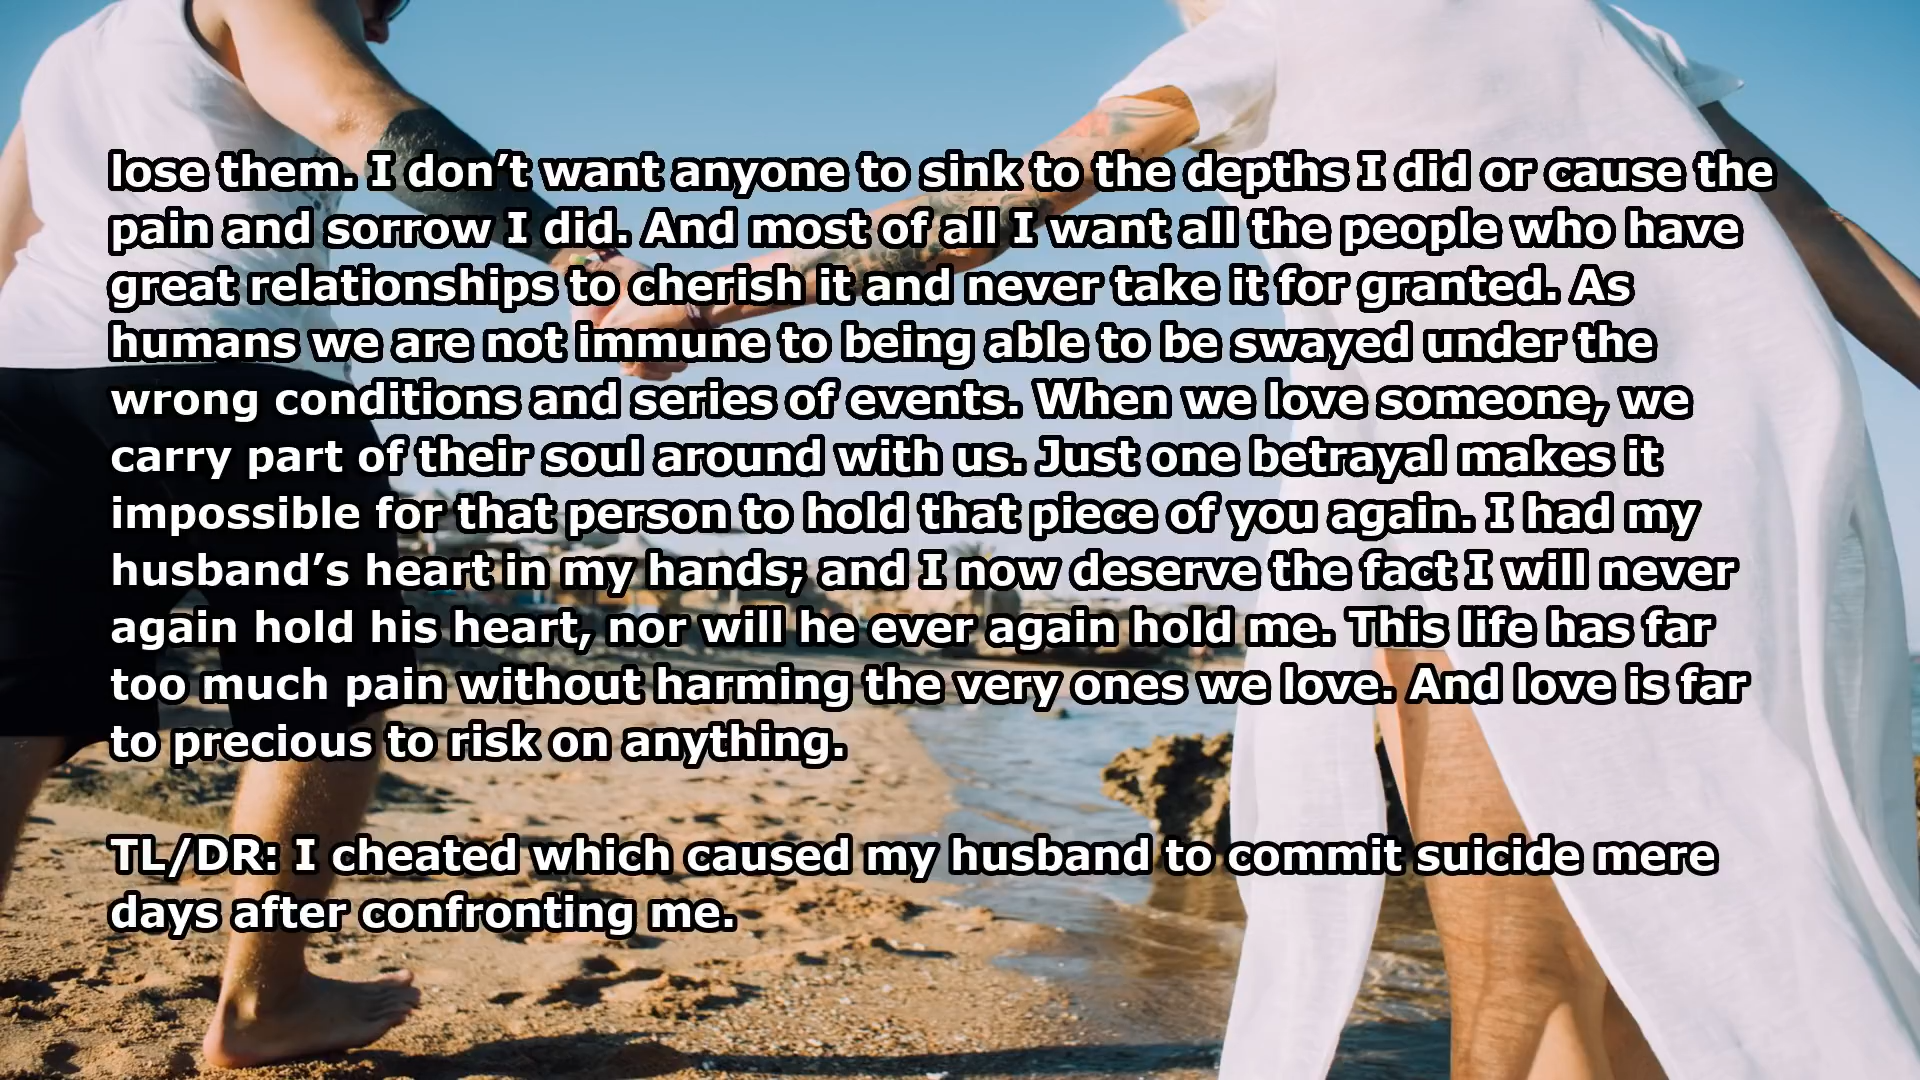 lose them. I don’t want anyone to sink to the depths I did or cause the
pain and sorrow I did. And most of all I want all the people who have
great relationships to cherish it and never take it for granted. As
humans we are not immune to being able to be swayed under the
wrong conditions and series of events. When we love someone, we
carry part of their soul around with us. Just one betrayal makes it
impossible for that person to hold that piece of you again. I had my
husband’s heart in my hands; and I now deserve the fact I will never
again hold his heart, nor will he ever again hold me. This life has far
too much pain without harming the very ones we love. And love is far
to precious to risk on anything.
TL/DR: I cheated which caused my husband to commit suicide mere
days after confronting me.